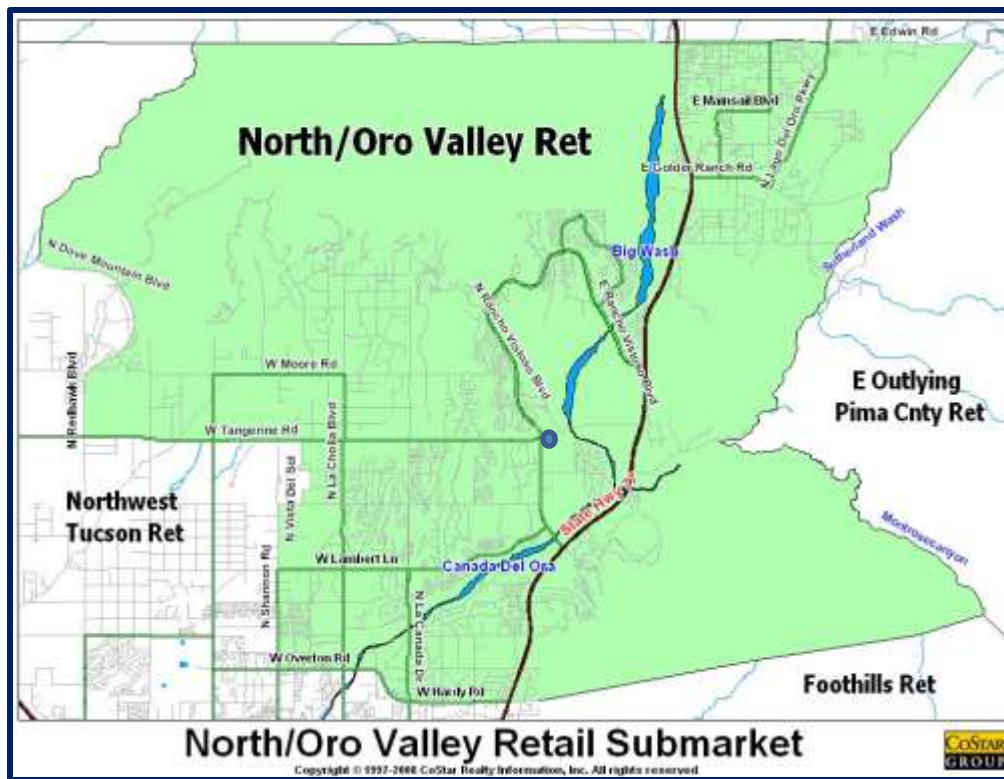 E Edwin Rd
E Mainsail Blvd
N Lago Del Oro Pkwy
North/Oro Valley Ret
E Golder Ranch Rd
Sutherland Wash
Big Wash
N Dove Mountain Blvd
N Rancho Vistoso Blvd
E Rancho Vistoso Blvd
W Moore Rd
E Outlying
Pima Cnty Ret
N Redhawk Blvd
N La Cholla Blvd
W Tangerine Rd
N Vista Del Sol
Northwest
Tucson Ret
State Hwy 77
Montrosecanyon
W Lambert Ln
Canada Del Osa
N Shannon Rd
N La Canada Dr
W Overton Rd
W Hardy Rd
Foothills Ret
North/Oro Valley Retail Submarket
Copyright © 1997-2008 CoStar Realty Information, Inc. All rights reserved
COSTAR
GROUP